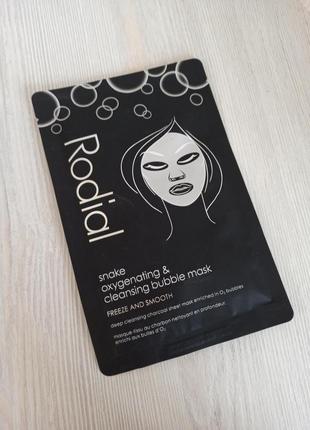 Rodial
snake
oxygenating &
cleansing bubble mask
FREEZE AND SMOOTH
deep cleansing charcoal sheet mask enriched in O₂ bubbles
masque-tissu au charbon nettoyant en profondeur,
enrichi aux bulles d'O₂